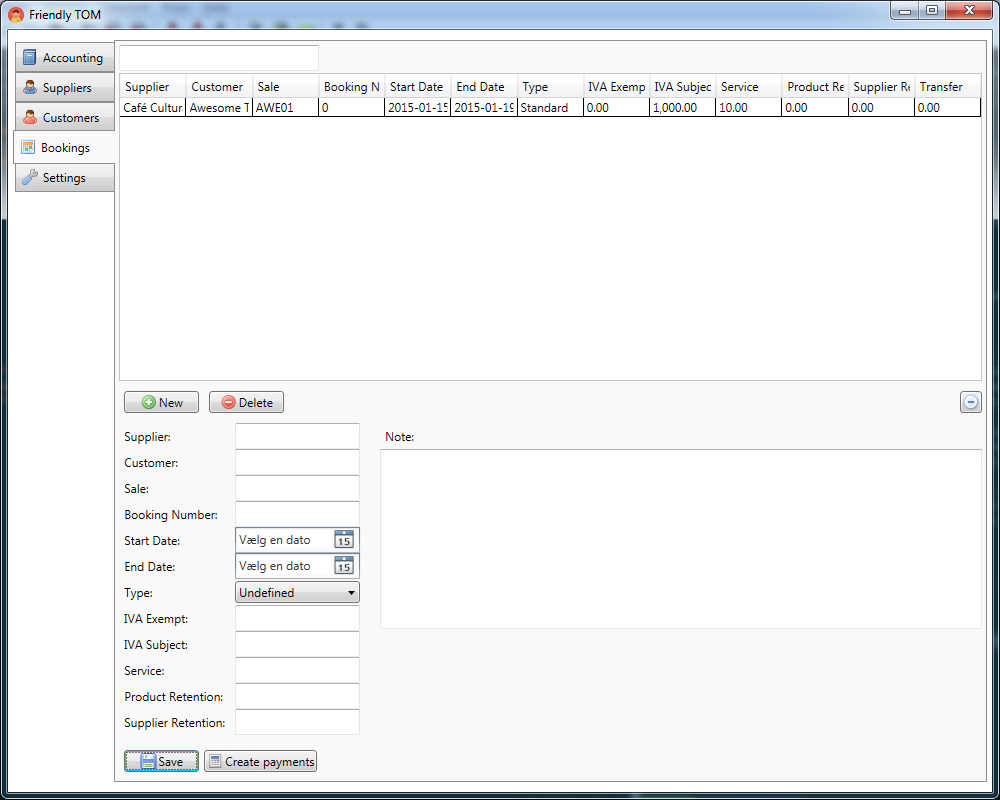 Friendly TOM
Accounting
Suppliers
Customers
Bookings
Settings
Supplier Customer Sale Booking N Start Date End Date Type IVA Exemp IVA Subjec Service Product Re Supplier Re Transfer
Café Cultur Awesome T AWE01 0 2015-01-15 2015-01-19 Standard 0.00 1,000.00 10.00 0.00 0.00 0.00
New Delete
Supplier: Note:
Customer:
Sale:
Booking Number:
Start Date: Vælg en dato 15
End Date: Vælg en dato 15
Type: Undefined
IVA Exempt:
IVA Subject:
Service:
Product Retention:
Supplier Retention:
Save Create payments